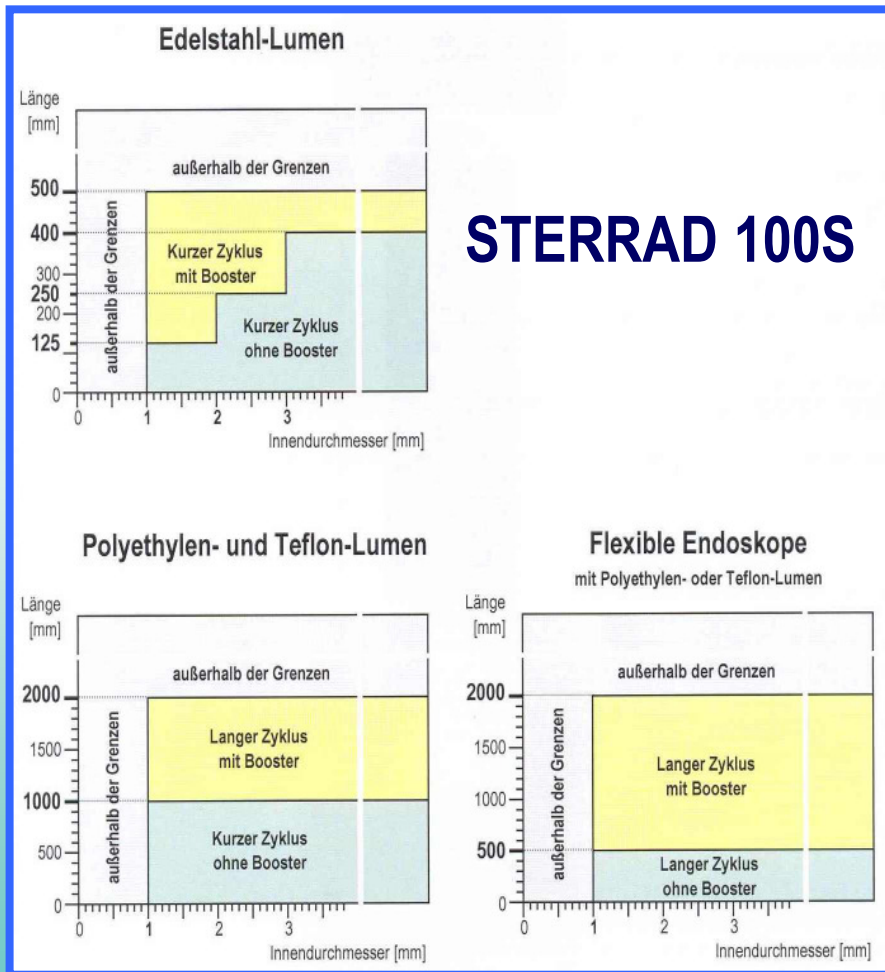 Edelstahl-Lumen
Länge
[mm]
außerhalb der Grenzen
500
400
300
250
200
125
0
außerhalb der Grenzen
Kurzer Zyklus
mit Booster
Kurzer Zyklus
ohne Booster
0 1 2 3
Innendurchmesser [mm]
STERRAD 100S
Polyethylen- und Teflon-Lumen
Länge
[mm]
außerhalb der Grenzen
2000
1500
1000
500
0
außerhalb der Grenzen
Langer Zyklus
mit Booster
Kurzer Zyklus
ohne Booster
0 1 2 3
Innendurchmesser [mm]
Flexible Endoskope
mit Polyethylen- oder Teflon-Lumen
Länge
[mm]
außerhalb der Grenzen
2000
1500
1000
500
0
außerhalb der Grenzen
Langer Zyklus
mit Booster
Langer Zyklus
ohne Booster
0 1 2 3
Innendurchmesser [mm]